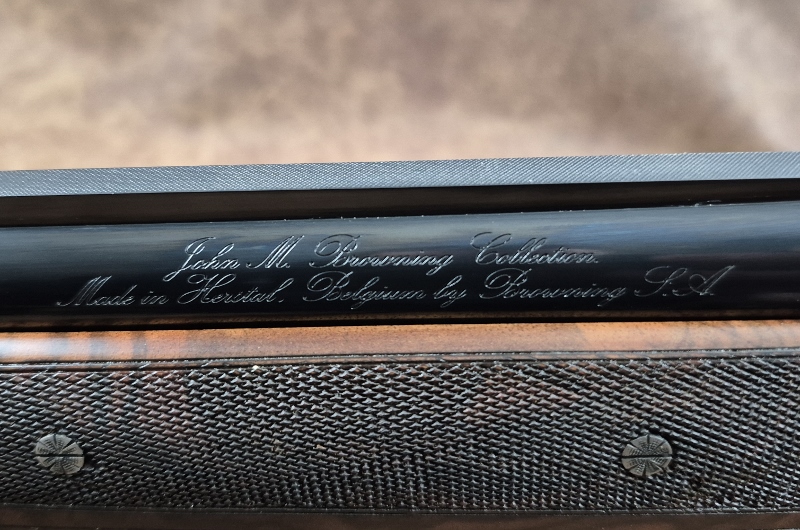 John M. Browning Collection.
Made in Herstal, Belgium by Browning S.A.